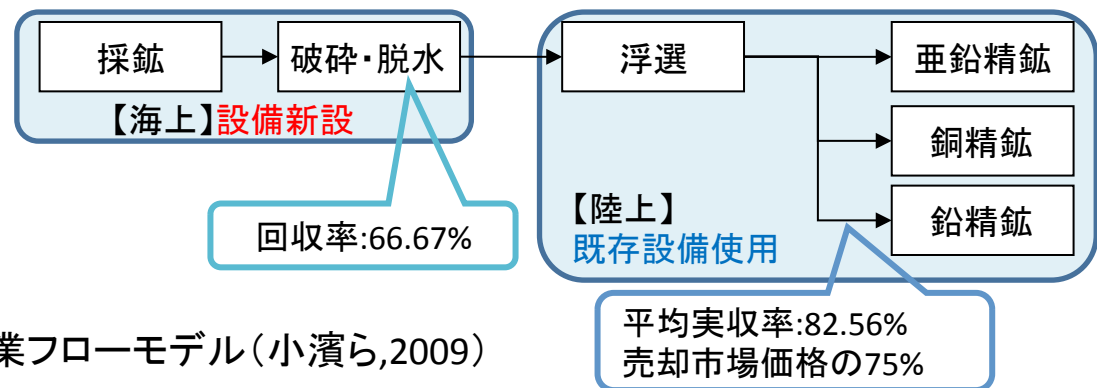 採鉱
破砕・脱水
浮選
亜鉛精鉱
【海上】設備新設
銅精鉱
回収率:66.67%
【陸上】
既存設備使用
鉛精鉱
平均実収率:82.56%
売却市場価格の75%
業フローモデル(小濱ら,2009)